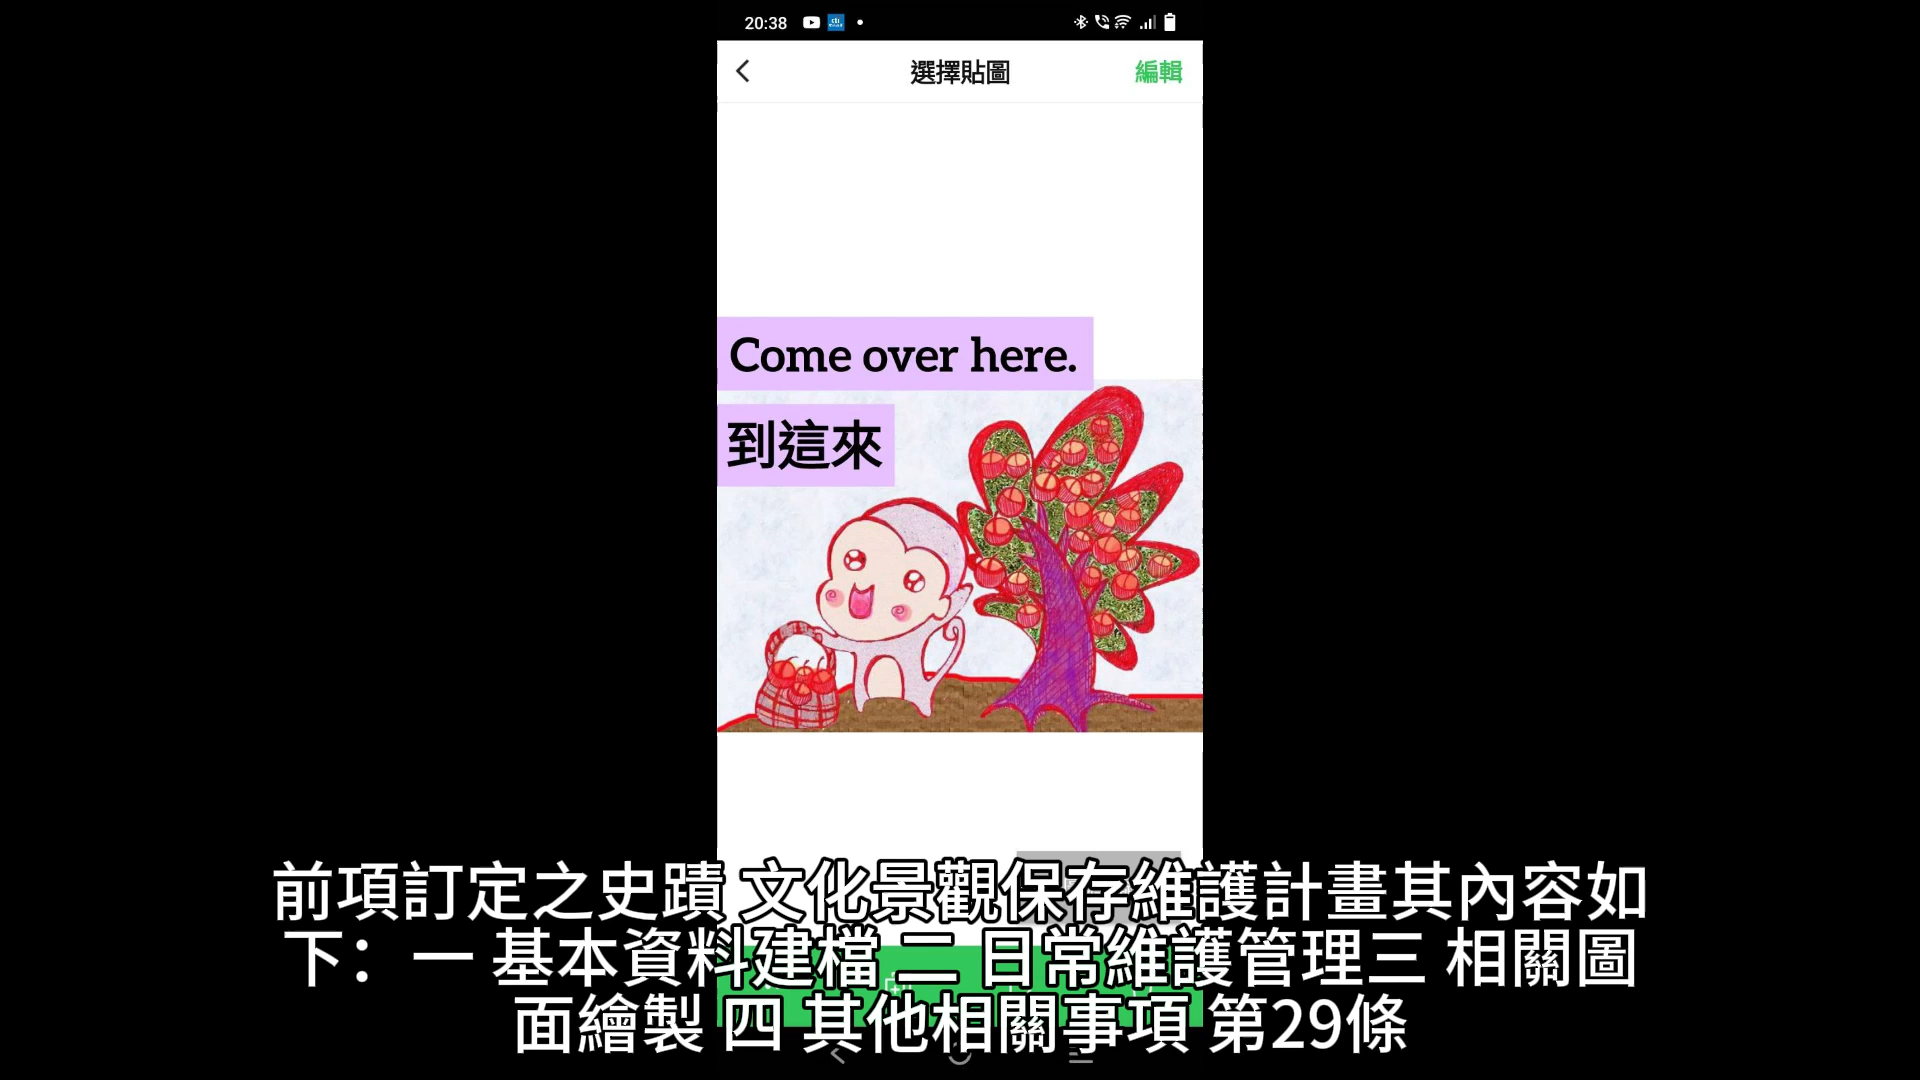 20:38
選擇貼圖
編輯
Come over here.
到這來
前項訂定之史蹟 文化景觀保存維護計畫其內容如
下：一 基本資料建檔 二 日常維護管理三 相關圖
面繪製 四 其他相關事項 第29條